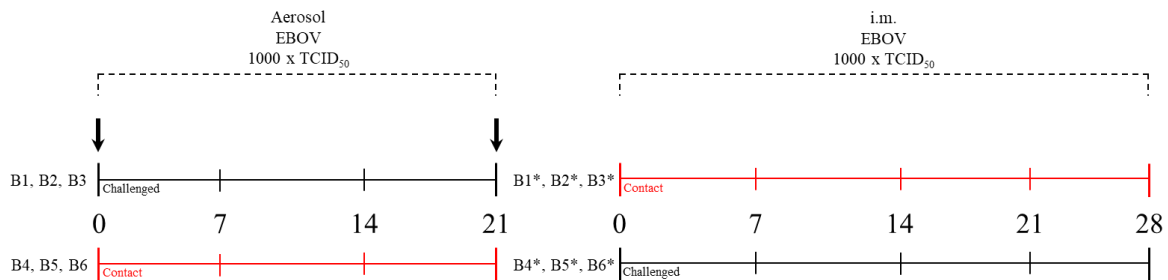 Aerosol
EBOV
1000 x TCID50
i.m.
EBOV
1000 x TCID50
B1, B2, B3
Challenged
B1*, B2*, B3*
Contact
0 7 14 21
0 7 14 21 28
B4, B5, B6
Contact
B4*, B5*, B6*
Challenged